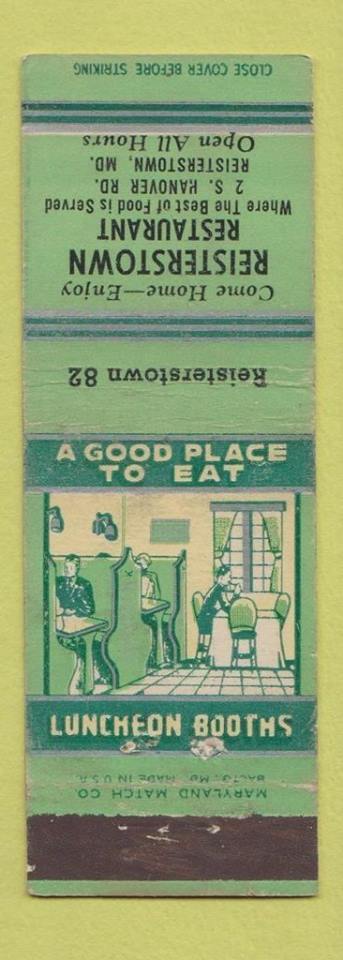 CLOSE COVER BEFORE STRIKING
Come Home—Enjoy
REISTERSTOWN
RESTAURANT
Where The Best of Food is Served
2 S. HANOVER RD.
REISTERSTOWN, MD.
Open All Hours
Reisterstown 82
A GOOD PLACE
TO EAT
LUNCHEON BOOTHS
MARYLAND MATCH CO.
BALTO., MD. MADE IN U.S.A.